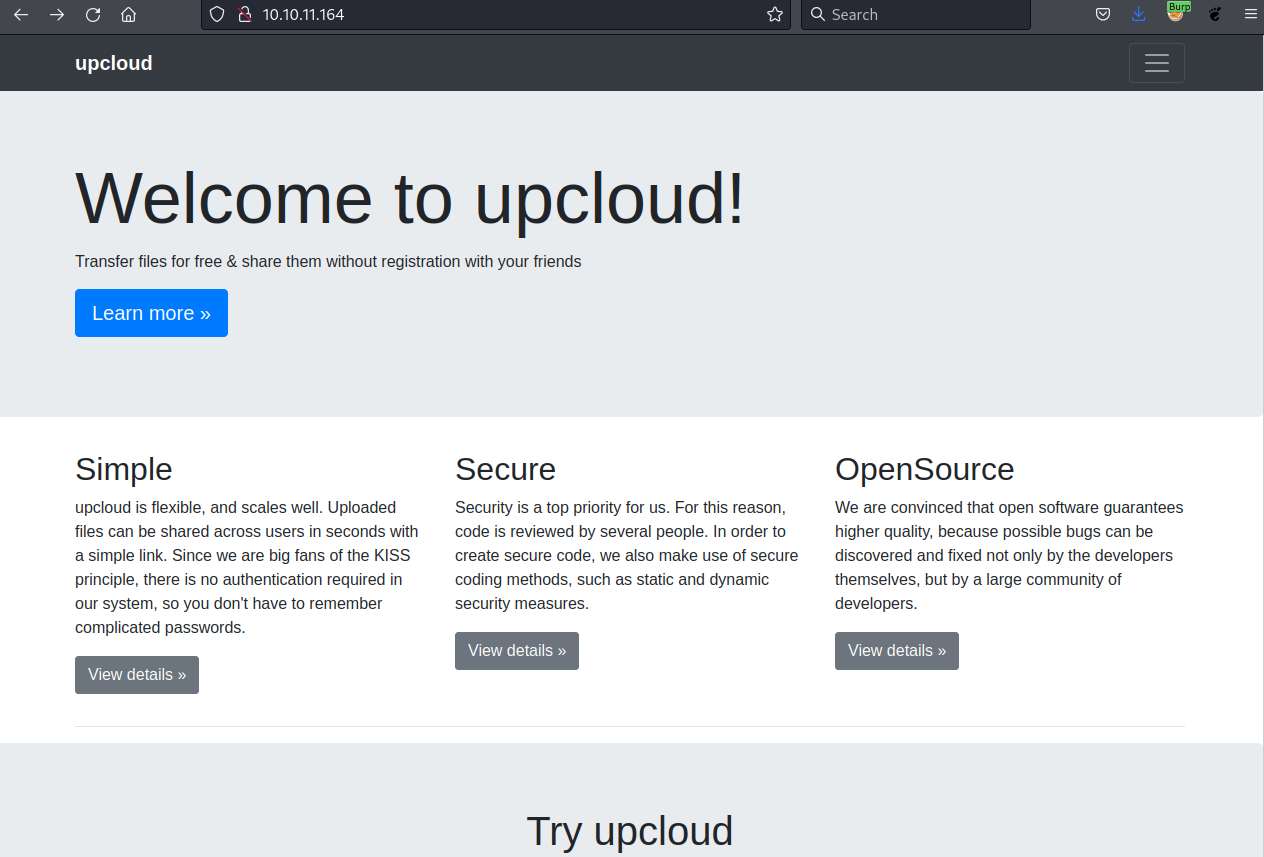 10.10.11.164
Search
Burp
upcloud
Welcome to upcloud!
Transfer files for free & share them without registration with your friends
Learn more »
Simple
upcloud is flexible, and scales well. Uploaded
files can be shared across users in seconds with
a simple link. Since we are big fans of the KISS
principle, there is no authentication required in
our system, so you don't have to remember
complicated passwords.
View details »
Secure
Security is a top priority for us. For this reason,
code is reviewed by several people. In order to
create secure code, we also make use of secure
coding methods, such as static and dynamic
security measures.
View details »
OpenSource
We are convinced that open software guarantees
higher quality, because possible bugs can be
discovered and fixed not only by the developers
themselves, but by a large community of
developers.
View details »
Try upcloud